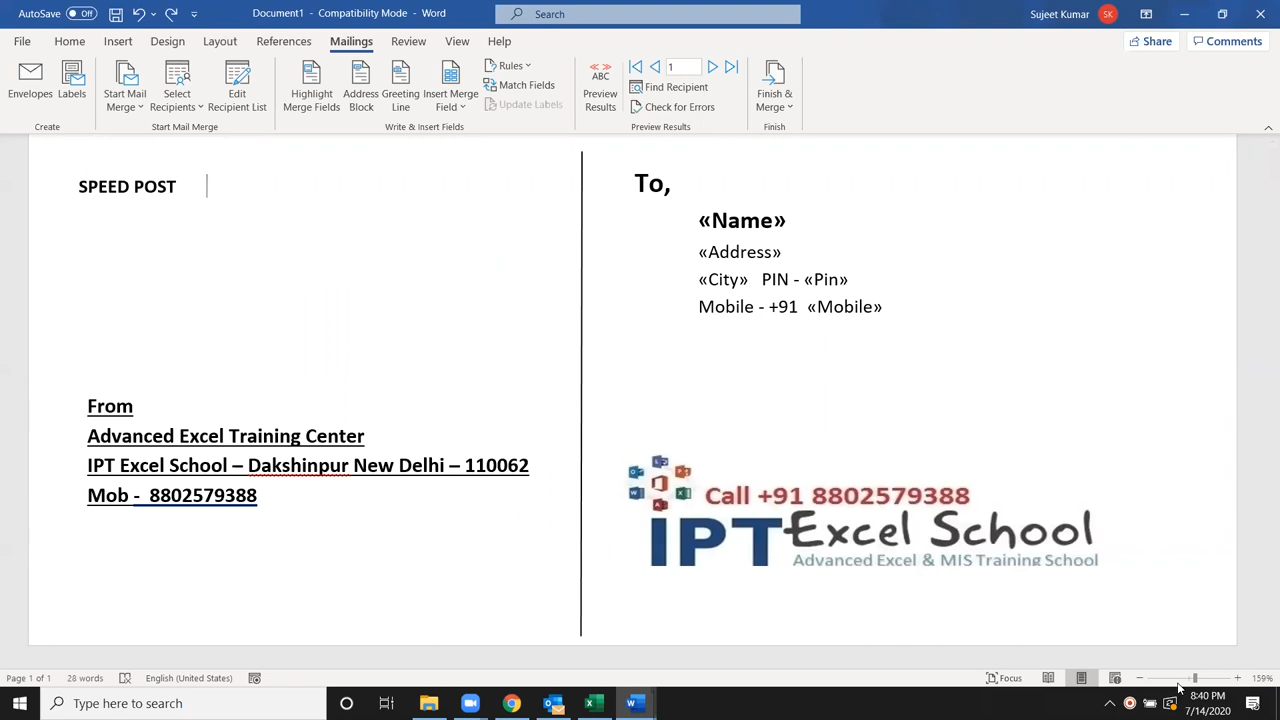 AutoSave Off Document1 - Word Search Sujeet Kumar SK
File Home Insert Design Layout References Mailings Review View Help Share Comments
Envelopes Labels Start Mail Merge Select Recipients Edit Recipient List Highlight Merge Fields Address Block Greeting Line Insert Merge Field Rules Match Fields Update Labels ABC Preview Results 1 Find Recipient Check for Errors Finish & Merge
Create Start Mail Merge Write & Insert Fields Preview Results Finish
SPEED POST
From
Advanced Excel Training Center
IPT Excel School – Dakshinpur New Delhi – 110062
Mob - 8802579388
To,
«Name»
«Address»
«City» PIN - «Pin»
Mobile - +91 «Mobile»
Call +91 8802579388
IPT Excel School
Advanced Excel & MIS Training School
Page 1 of 1 28 words English (United States) Focus 159%
Type here to search 8:40 PM
7/14/2020